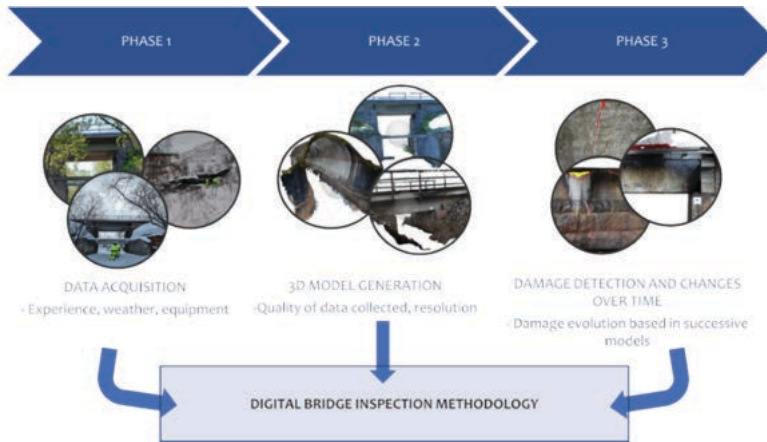 PHASE 1
PHASE 2
PHASE 3
DATA ACQUISITION
- Experience, weather, equipment
3D MODEL GENERATION
-Quality of data collected, resolution
DAMAGE DETECTION AND CHANGES
OVER TIME
- Damage evolution based in successive
models
DIGITAL BRIDGE INSPECTION METHODOLOGY